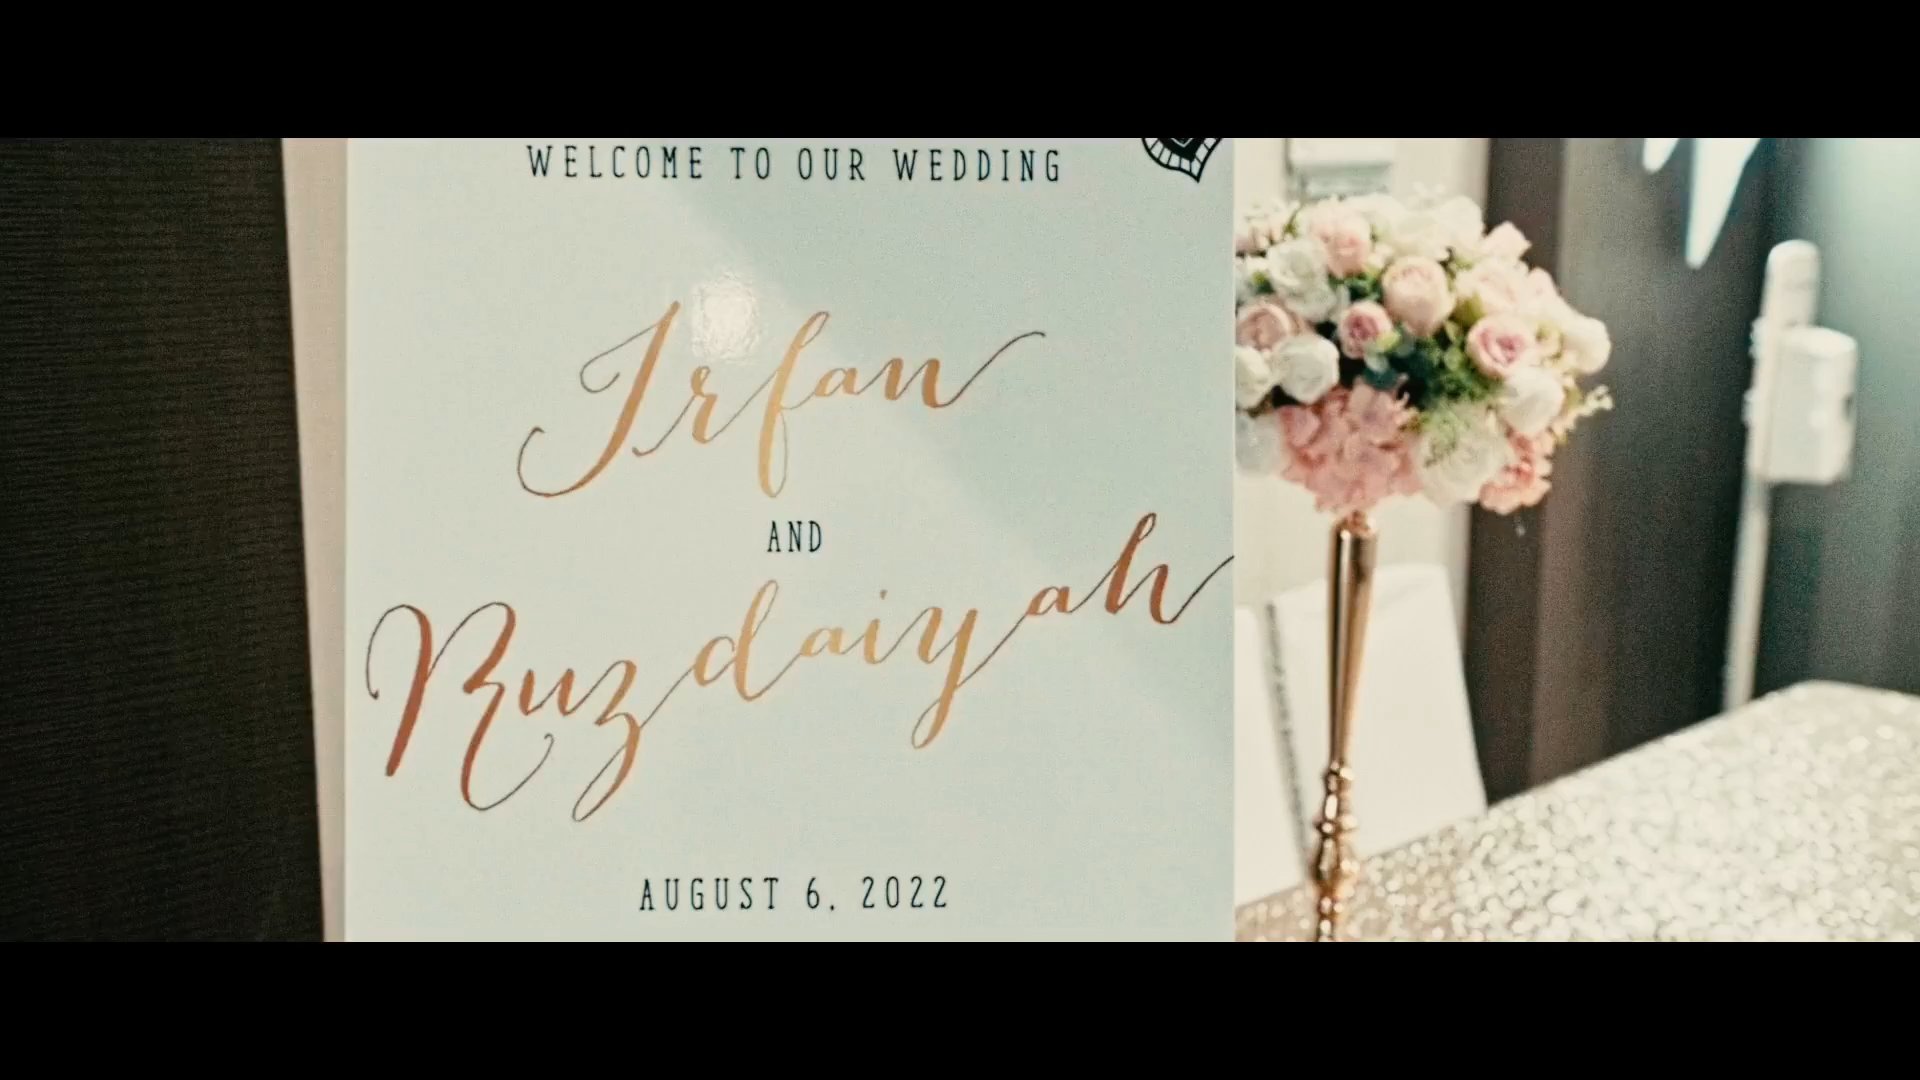 WELCOME TO OUR WEDDING
Irfan
AND
Ruzdaiyah
AUGUST 6, 2022